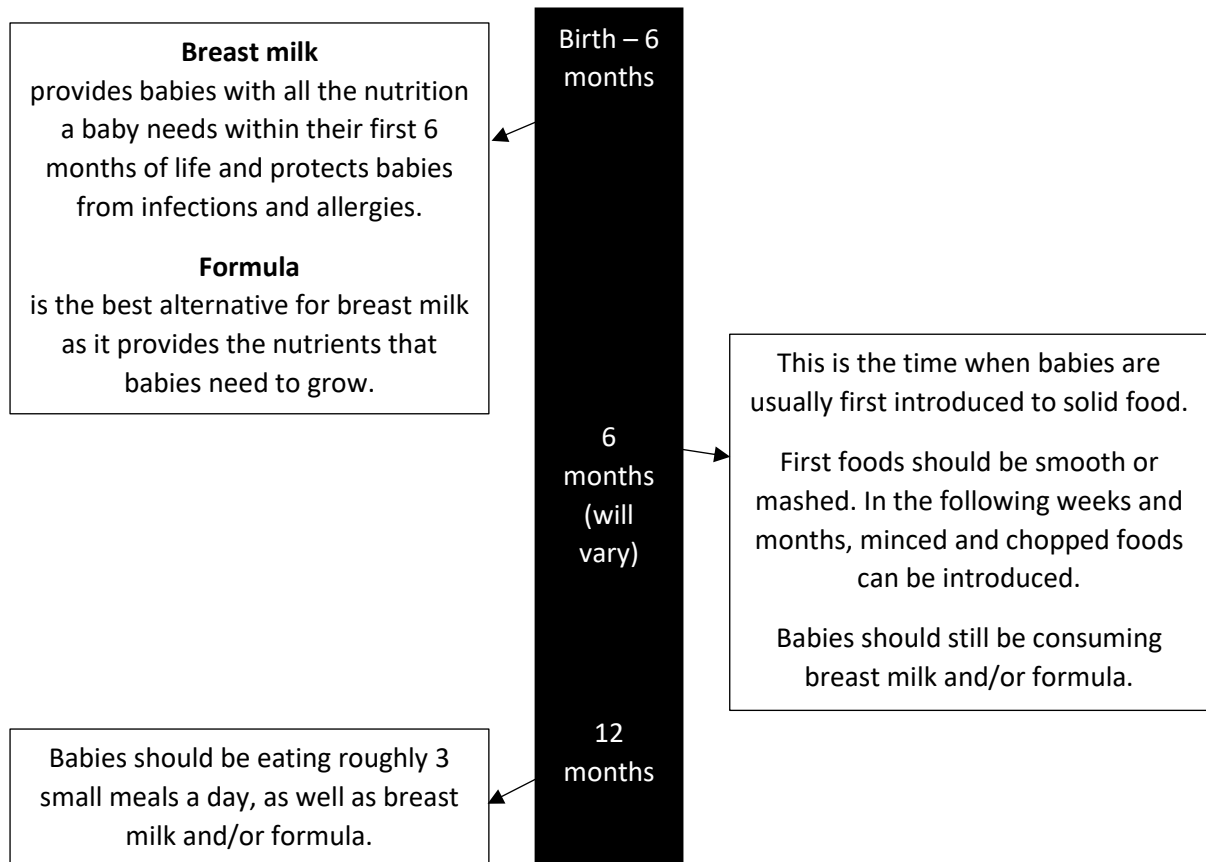 Birth – 6
months
Breast milk
provides babies with all the nutrition
a baby needs within their first 6
months of life and protects babies
from infections and allergies.
Formula
is the best alternative for breast milk
as it provides the nutrients that
babies need to grow.
6
months
(will
vary)
This is the time when babies are
usually first introduced to solid food.
First foods should be smooth or
mashed. In the following weeks and
months, minced and chopped foods
can be introduced.
Babies should still be consuming
breast milk and/or formula.
12
months
Babies should be eating roughly 3
small meals a day, as well as breast
milk and/or formula.